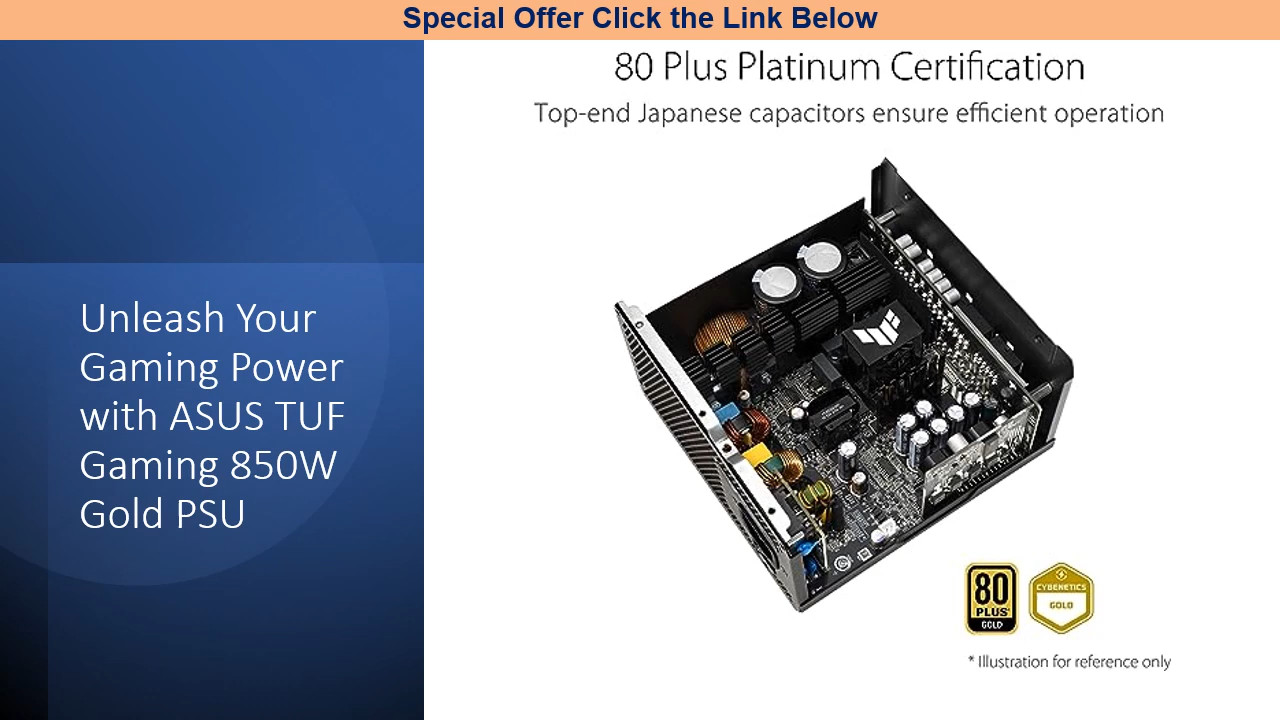 Special Offer Click the Link Below
80 Plus Platinum Certification
Top-end Japanese capacitors ensure efficient operation
Unleash Your
Gaming Power
with ASUS TUF
Gaming 850W
Gold PSU
80
PLUS
GOLD
CYBENETICS
GOLD
* Illustration for reference only